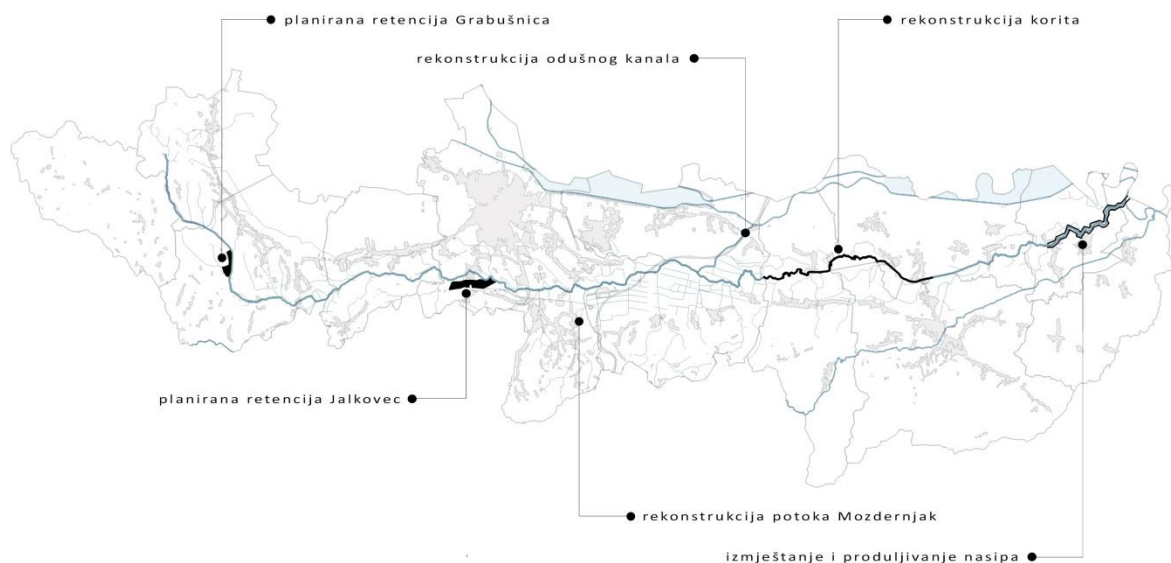 planirana retencija Grabušnica
rekonstrukcija korita
rekonstrukcija odušnog kanala
planirana retencija Jalkovec
rekonstrukcija potoka Mozdernjak
izmještanje i produljivanje nasipa